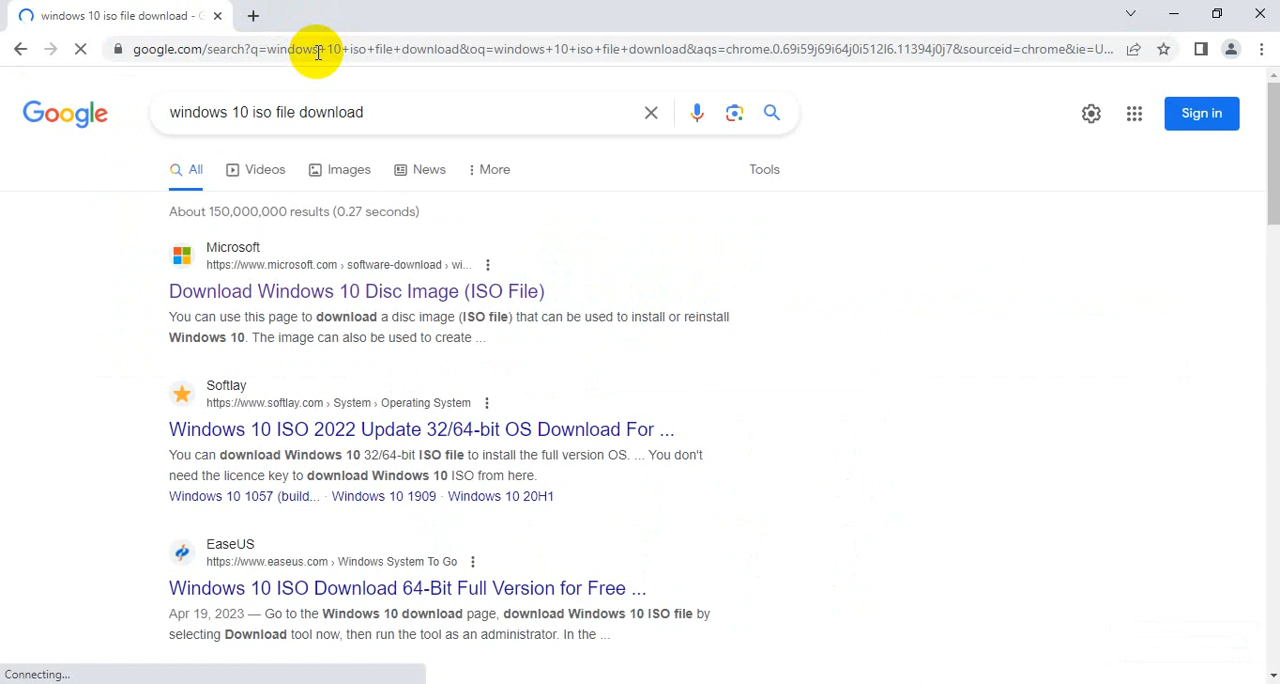 windows 10 iso file download - G
google.com/search?q=windows+10+iso+file+download&oq=windows+10+iso+file+download&aqs=chrome.0.69i59j69i64j0i512l6.11394j0j7&sourceid=chrome&ie=U...
Google
windows 10 iso file download
Sign in
All
Videos
Images
News
More
Tools
About 150,000,000 results (0.27 seconds)
Microsoft
https://www.microsoft.com › software-download › wi...
Download Windows 10 Disc Image (ISO File)
You can use this page to download a disc image (ISO file) that can be used to install or reinstall
Windows 10. The image can also be used to create ...
Softlay
https://www.softlay.com › System › Operating System
Windows 10 ISO 2022 Update 32/64-bit OS Download For ...
You can download Windows 10 32/64-bit ISO file to install the full version OS. ... You don't
need the licence key to download Windows 10 ISO from here.
Windows 10 1057 (build... · Windows 10 1909 · Windows 10 20H1
EaseUS
https://www.easeus.com › Windows System To Go
Windows 10 ISO Download 64-Bit Full Version for Free ...
Apr 19, 2023 — Go to the Windows 10 download page, download Windows 10 ISO file by
selecting Download tool now, then run the tool as an administrator. In the ...
Connecting...